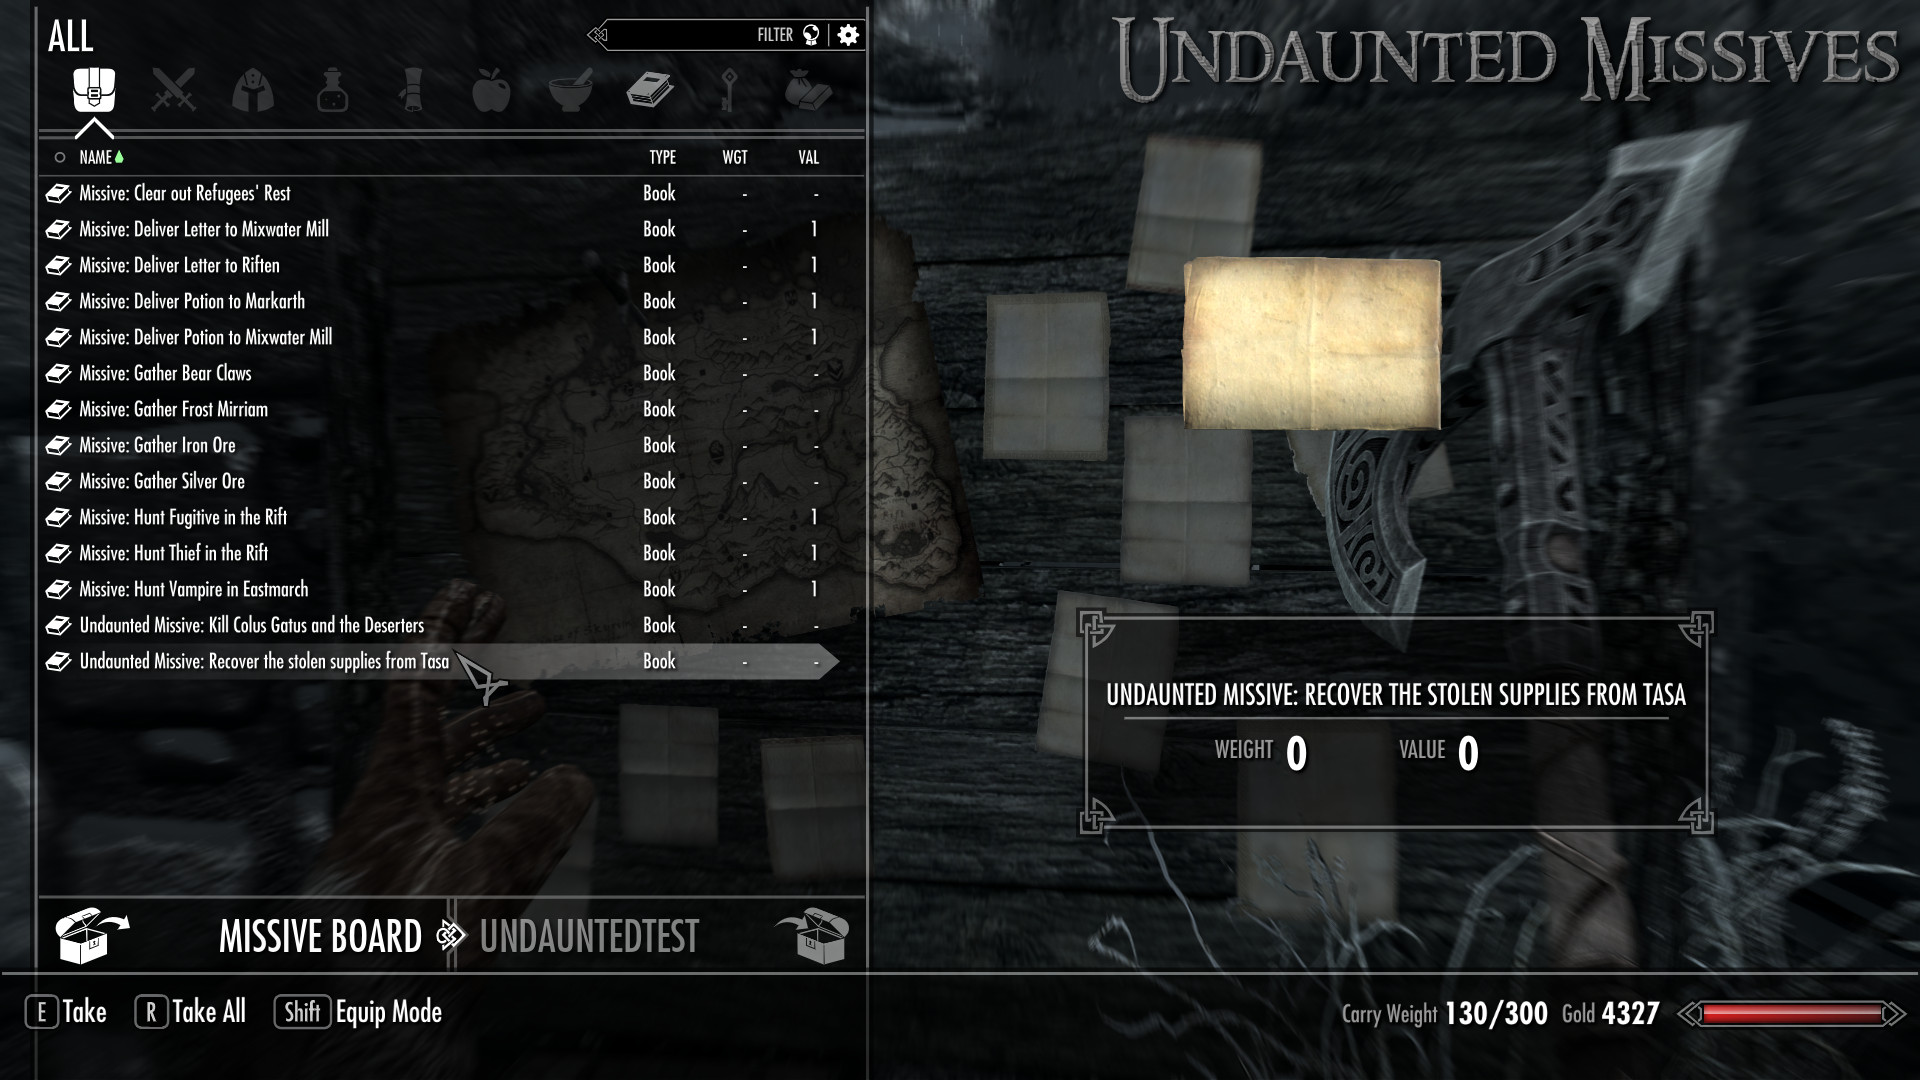 ALL
FILTER
UNDAUNTED MISSIVES
NAME TYPE WGT VAL
Missive: Clear out Refugees' Rest Book - -
Missive: Deliver Letter to Mixwater Mill Book - 1
Missive: Deliver Letter to Riften Book - 1
Missive: Deliver Potion to Markarth Book - 1
Missive: Deliver Potion to Mixwater Mill Book - 1
Missive: Gather Bear Claws Book - -
Missive: Gather Frost Mirriam Book - -
Missive: Gather Iron Ore Book - -
Missive: Gather Silver Ore Book - -
Missive: Hunt Fugitive in the Rift Book - 1
Missive: Hunt Thief in the Rift Book - 1
Missive: Hunt Vampire in Eastmarch Book - 1
Undaunted Missive: Kill Colus Gatus and the Deserters Book - -
Undaunted Missive: Recover the stolen supplies from Tasa Book - -
UNDAUNTED MISSIVE: RECOVER THE STOLEN SUPPLIES FROM TASA
WEIGHT 0 VALUE 0
MISSIVE BOARD UNDAUNTEDTEST
E Take R Take All Shift Equip Mode
Carry Weight 130/300 Gold 4327